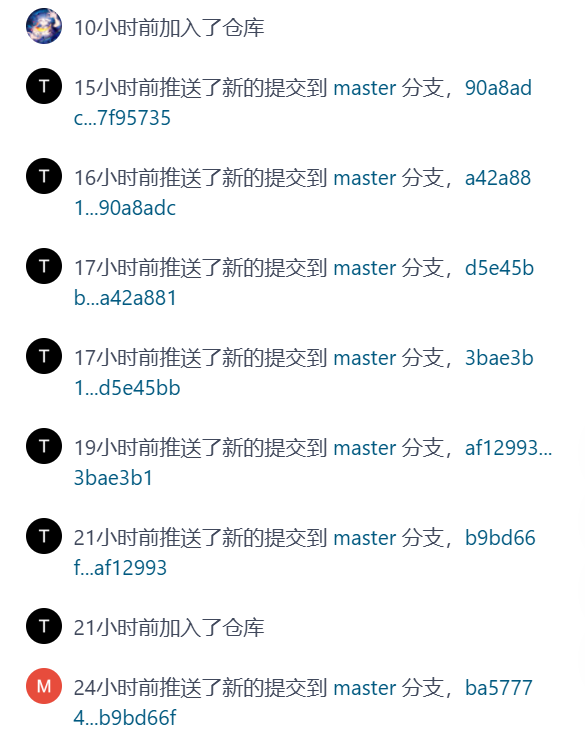 10小时前加入了仓库
T 15小时前推送了新的提交到 master 分支，90a8ad
c...7f95735
T 16小时前推送了新的提交到 master 分支，a42a88
1...90a8adc
T 17小时前推送了新的提交到 master 分支，d5e45b
b...a42a881
T 17小时前推送了新的提交到 master 分支，3bae3b
1...d5e45bb
T 19小时前推送了新的提交到 master 分支，af12993...
3bae3b1
T 21小时前推送了新的提交到 master 分支，b9bd66
f...af12993
T 21小时前加入了仓库
M 24小时前推送了新的提交到 master 分支，ba5777
4...b9bd66f